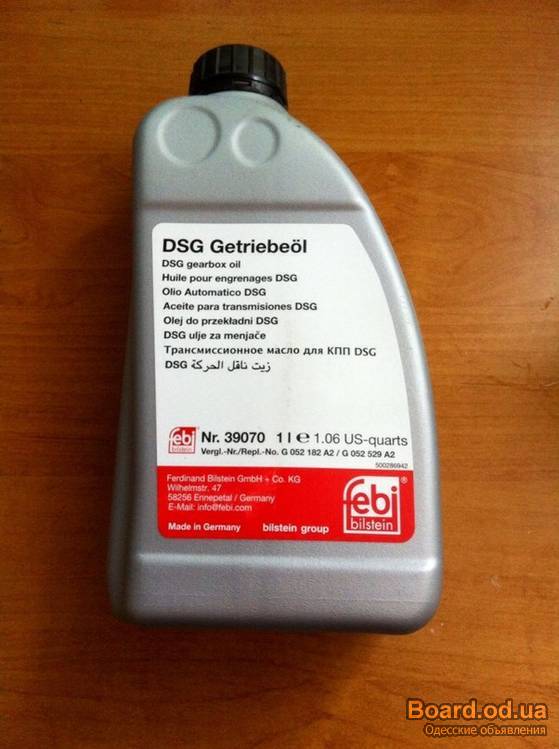 DSG Getriebeöl
DSG gearbox oil
Huile pour engrenages DSG
Olio Automatico DSG
Aceite para transmisiones DSG
Olej do przekładni DSG
DSG ulje za menjače
Трансмиссионное масло для КПП DSG
زيت ناقل الحركة DSG
febi
bilstein
Nr. 39070 1 l ℮ 1.06 US-quarts
Vergl.-Nr./Repl.-No. G 052 182 A2 / G 052 529 A2
500286942
Ferdinand Bilstein GmbH + Co. KG
Wilhelmstr. 47
58256 Ennepetal / Germany
E-Mail: info@febi.com
febi®
bilstein
Made in Germany bilstein group
Board.od.ua
Одесские объявления